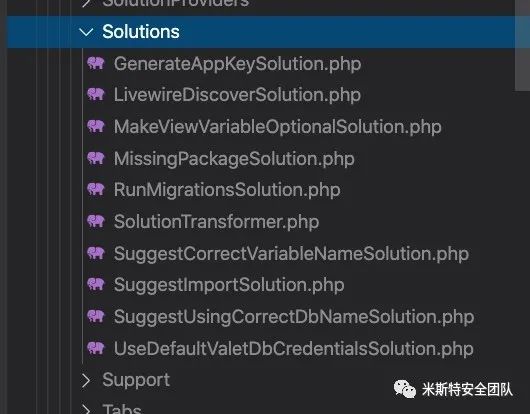 SolutionProviders
Solutions
GenerateAppKeySolution.php
LivewireDiscoverSolution.php
MakeViewVariableOptionalSolution.php
MissingPackageSolution.php
RunMigrationsSolution.php
SolutionTransformer.php
SuggestCorrectVariableNameSolution.php
SuggestImportSolution.php
SuggestUsingCorrectDbNameSolution.php
UseDefaultValetDbCredentialsSolution.php
Support
米斯特安全团队
Tabs